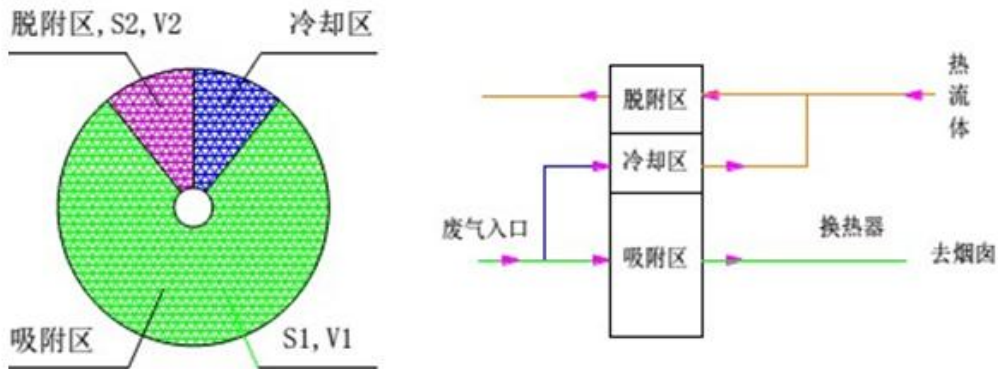 脱附区,S2,V2
冷却区
吸附区
S1,V1
脱附区
冷却区
吸附区
热流体
废气入口
换热器
去烟囱